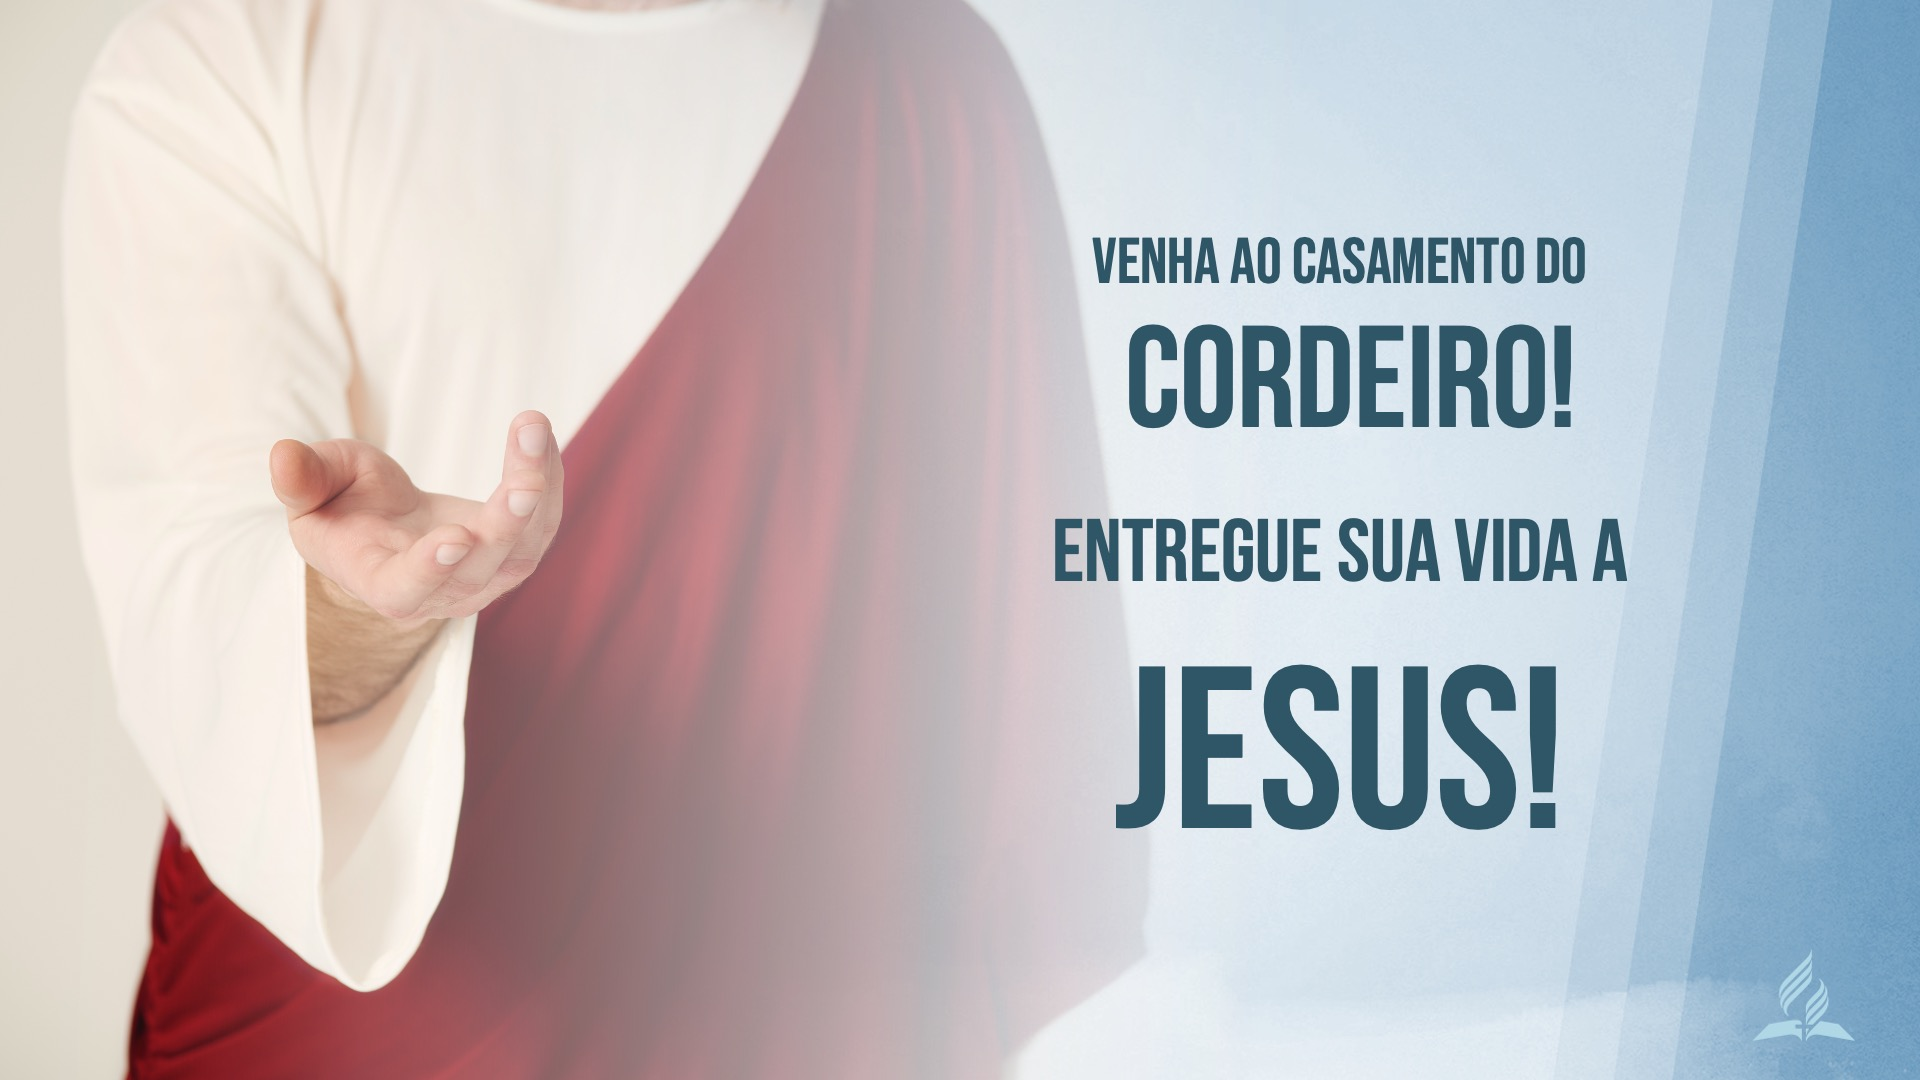 VENHA AO CASAMENTO DO
CORDEIRO!
ENTREGUE SUA VIDA A
JESUS!